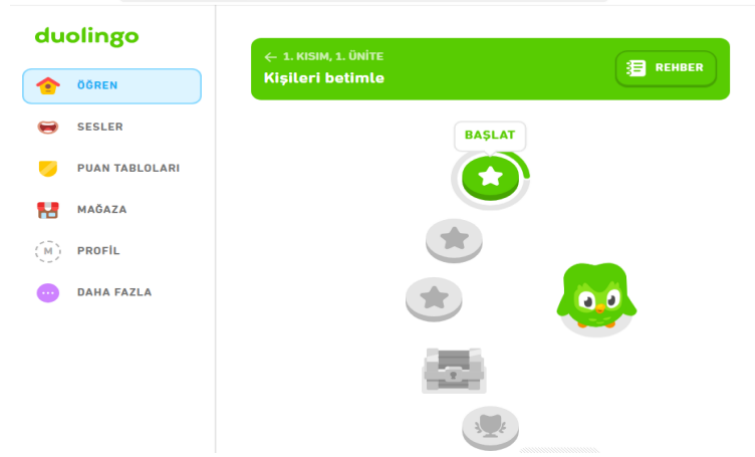 duolingo
ÖĞREN
SESLER
PUAN TABLOLARI
MAĞAZA
M
PROFİL
DAHA FAZLA
← 1. KISIM, 1. ÜNİTE
Kişileri betimle
REHBER
BAŞLAT